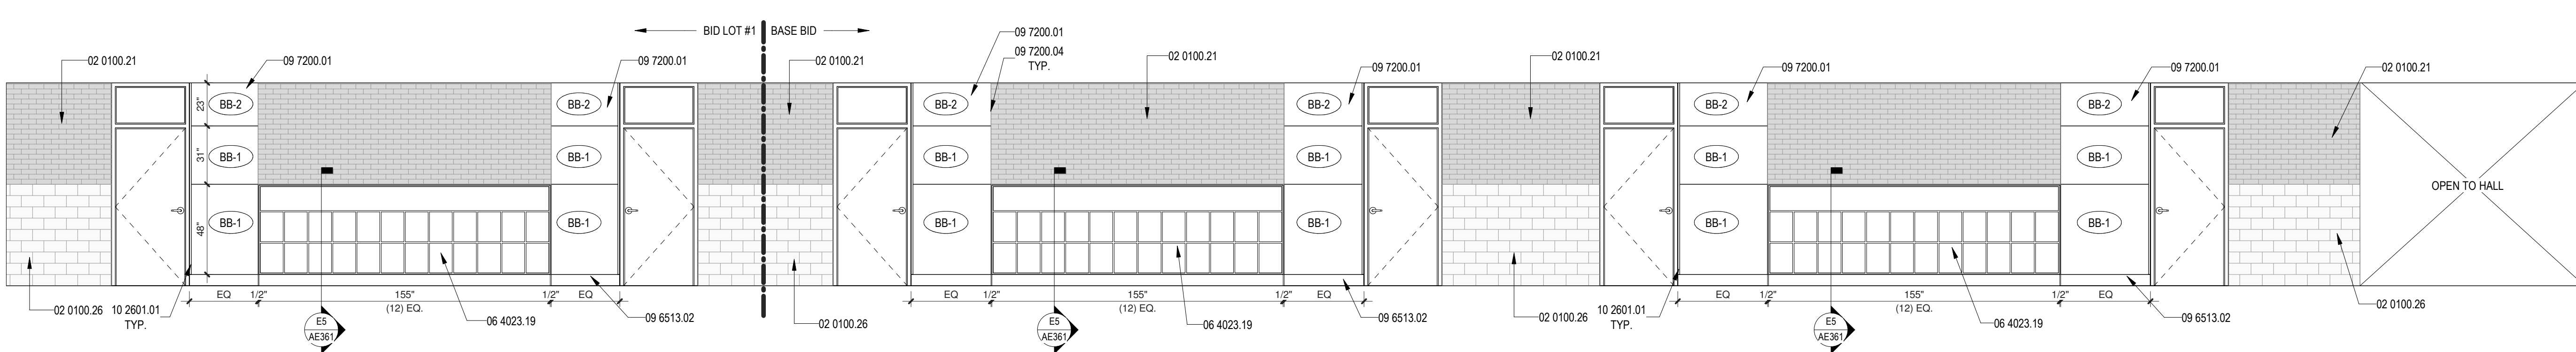 BID LOT #1 BASE BID
02 0100.21
09 7200.01
09 7200.01
02 0100.21
09 7200.01
09 7200.04
TYP.
02 0100.21
09 7200.01
02 0100.21
09 7200.01
09 7200.01
02 0100.21
23"
BB-2
BB-2
BB-2
BB-2
BB-2
BB-2
31"
BB-1
BB-1
BB-1
BB-1
BB-1
BB-1
OPEN TO HALL
48"
BB-1
BB-1
BB-1
BB-1
BB-1
BB-1
EQ 1/2" 155" 1/2" EQ
(12) EQ.
EQ 1/2" 155" 1/2" EQ
(12) EQ.
EQ 1/2" 155" 1/2" EQ
(12) EQ.
02 0100.26
10 2601.01
TYP.
E5
AE361
06 4023.19
09 6513.02
02 0100.26
E5
AE361
06 4023.19
09 6513.02
02 0100.26
10 2601.01
TYP.
E5
AE361
06 4023.19
09 6513.02
02 0100.26